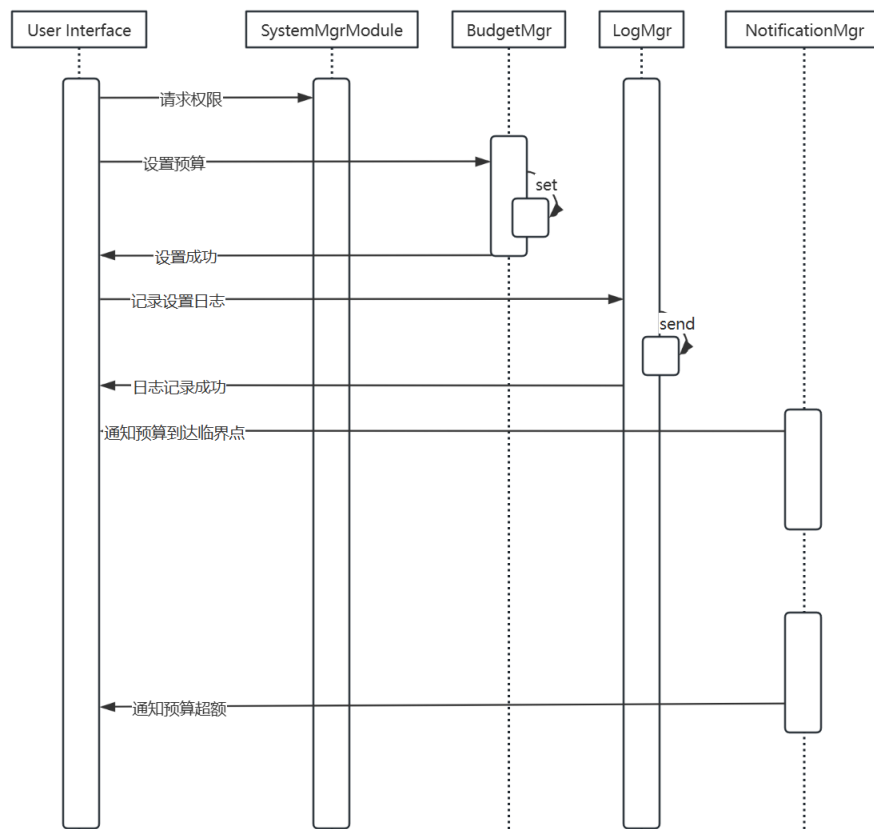 User Interface
SystemMgrModule
BudgetMgr
LogMgr
NotificationMgr
请求权限
设置预算
set
设置成功
记录设置日志
send
日志记录成功
通知预算到达临界点
通知预算超额